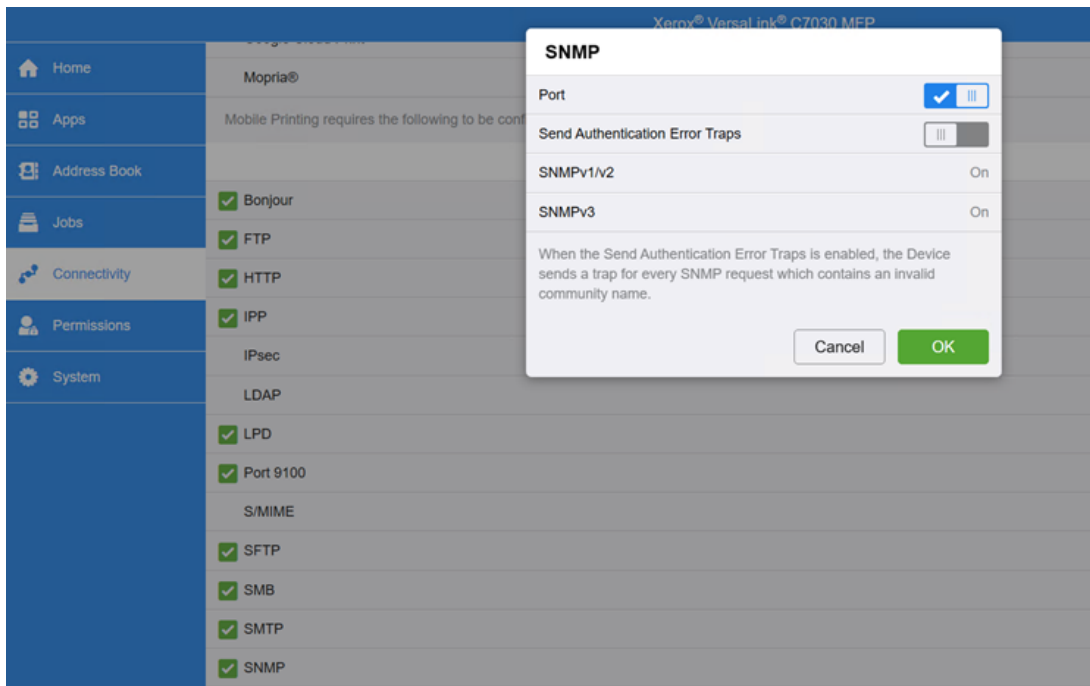 Xerox® VersaLink® C7030 MFP
Home
Apps
Address Book
Jobs
Connectivity
Permissions
System
Mopria®
Mobile Printing requires the following to be
Bonjour
FTP
HTTP
IPP
IPsec
LDAP
LPD
Port 9100
S/MIME
SFTP
SMB
SMTP
SNMP
SNMP
Port
Send Authentication Error Traps
SNMPv1/v2 On
SNMPv3 On
When the Send Authentication Error Traps is enabled, the Device
sends a trap for every SNMP request which contains an invalid
community name.
Cancel OK